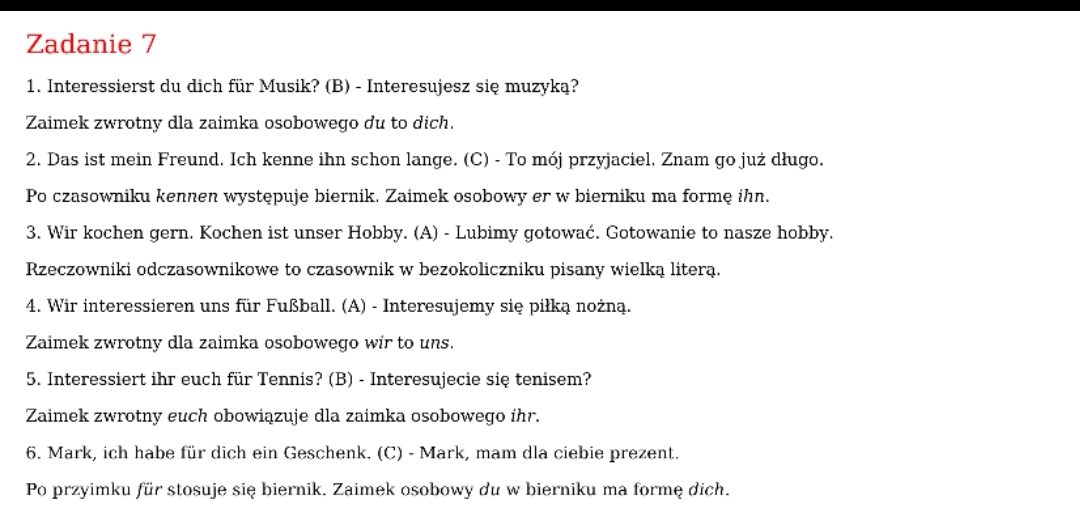 Zadanie 7
1. Interessierst du dich für Musik? (B) - Interesujesz się muzyką?
Zaimek zwrotny dla zaimka osobowego du to dich.
2. Das ist mein Freund. Ich kenne ihn schon lange. (C) - To mój przyjaciel. Znam go już długo.
Po czasowniku kennen występuje biernik. Zaimek osobowy er w bierniku ma formę ihn.
3. Wir kochen gern. Kochen ist unser Hobby. (A) - Lubimy gotować. Gotowanie to nasze hobby.
Rzeczowniki odczasownikowe to czasownik w bezokoliczniku pisany wielką literą.
4. Wir interessieren uns für Fußball. (A) - Interesujemy się piłką nożną.
Zaimek zwrotny dla zaimka osobowego wir to uns.
5. Interessiert ihr euch für Tennis? (B) - Interesujecie się tenisem?
Zaimek zwrotny euch obowiązuje dla zaimka osobowego ihr.
6. Mark, ich habe für dich ein Geschenk. (C) - Mark, mam dla ciebie prezent.
Po przyimku für stosuje się biernik. Zaimek osobowy du w bierniku ma formę dich.